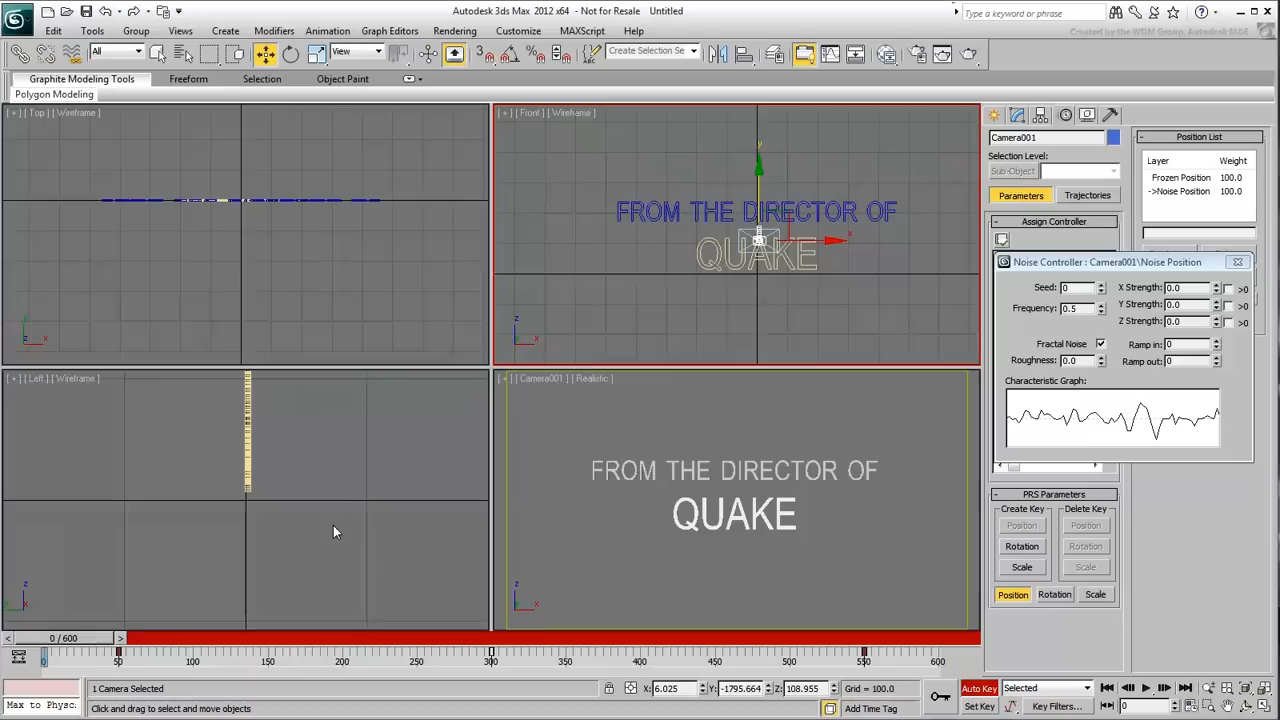 Autodesk 3ds Max 2012 x64 - Not for Resale Untitled
Type a keyword or phrase
Edit Tools Group Views Create Modifiers Animation Graph Editors Rendering Customize MAXScript Help
Created by the WDM Group, Autodesk M&E
All View Create Selection Se
Graphite Modeling Tools Freeform Selection Object Paint
Polygon Modeling
[ + ] [ Top ] [ Wireframe ]
[ + ] [ Front ] [ Wireframe ]
FROM THE DIRECTOR OF
QUAKE
[ + ] [ Left ] [ Wireframe ]
[ + ] [ Camera001 ] [ Realistic ]
FROM THE DIRECTOR OF
QUAKE
Camera001
Selection Level:
Sub-Object
Parameters Trajectories
- Assign Controller
- Position List
Layer Weight
Frozen Position 100.0
->Noise Position 100.0
Noise Controller : Camera001\Noise Position
Seed: 0 X Strength: 0.0 >0
Frequency: 0.5 Y Strength: 0.0 >0
Z Strength: 0.0 >0
Fractal Noise Ramp in: 0
Roughness: 0.0 Ramp out: 0
Characteristic Graph:
- PRS Parameters
Create Key Delete Key
Position Position
Rotation Rotation
Scale Scale
Position Rotation Scale
< 0 / 600 >
0 50 100 150 200 250 300 350 400 450 500 550 600
1 Camera Selected X: 6.025 Y: -1795.664 Z: 108.955 Grid = 100.0 Auto Key Selected
Max to Physc
Click and drag to select and move objects Add Time Tag Set Key Key Filters... 0